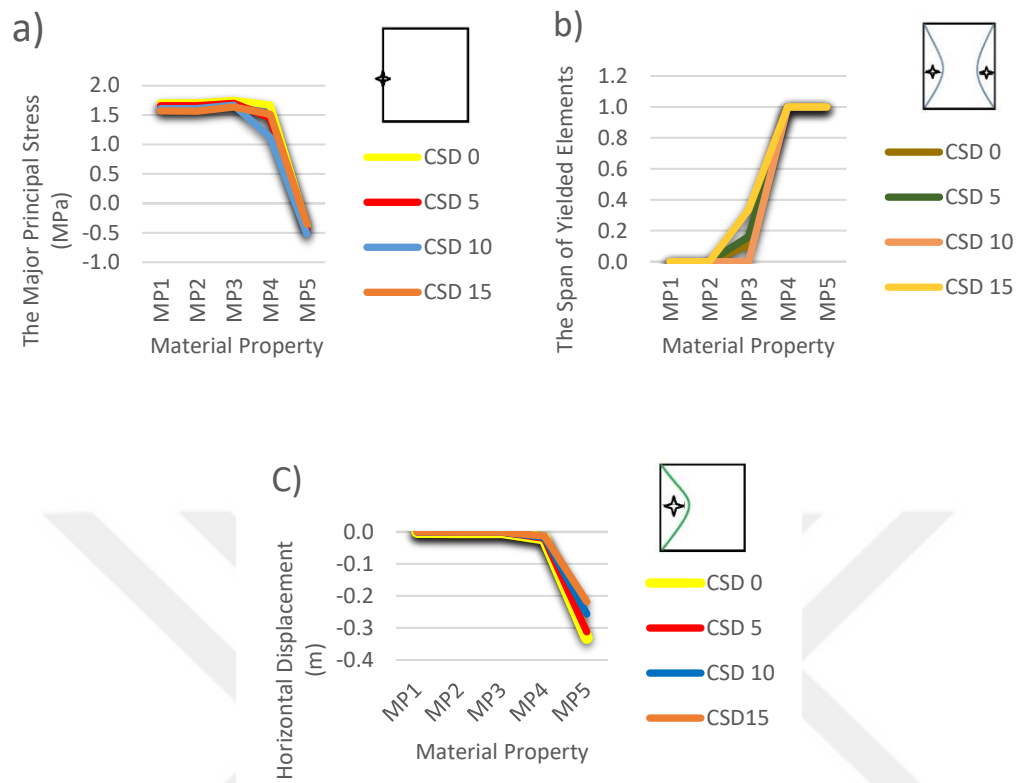 a)
The Major Principal Stress
(MPa)
2.0
1.5
1.0
0.5
0.0
-0.5
-1.0
MP1
MP2
MP3
MP4
MP5
Material Property
CSD 0
CSD 5
CSD 10
CSD 15
b)
The Span of Yielded Elements
1.2
1.0
0.8
0.6
0.4
0.2
0.0
MP1
MP2
MP3
MP4
MP5
Material Property
CSD 0
CSD 5
CSD 10
CSD 15
C)
Horizontal Displacement
(m)
0.0
-0.1
-0.2
-0.3
-0.4
MP1
MP2
MP3
MP4
MP5
Material Property
CSD 0
CSD 5
CSD 10
CSD15